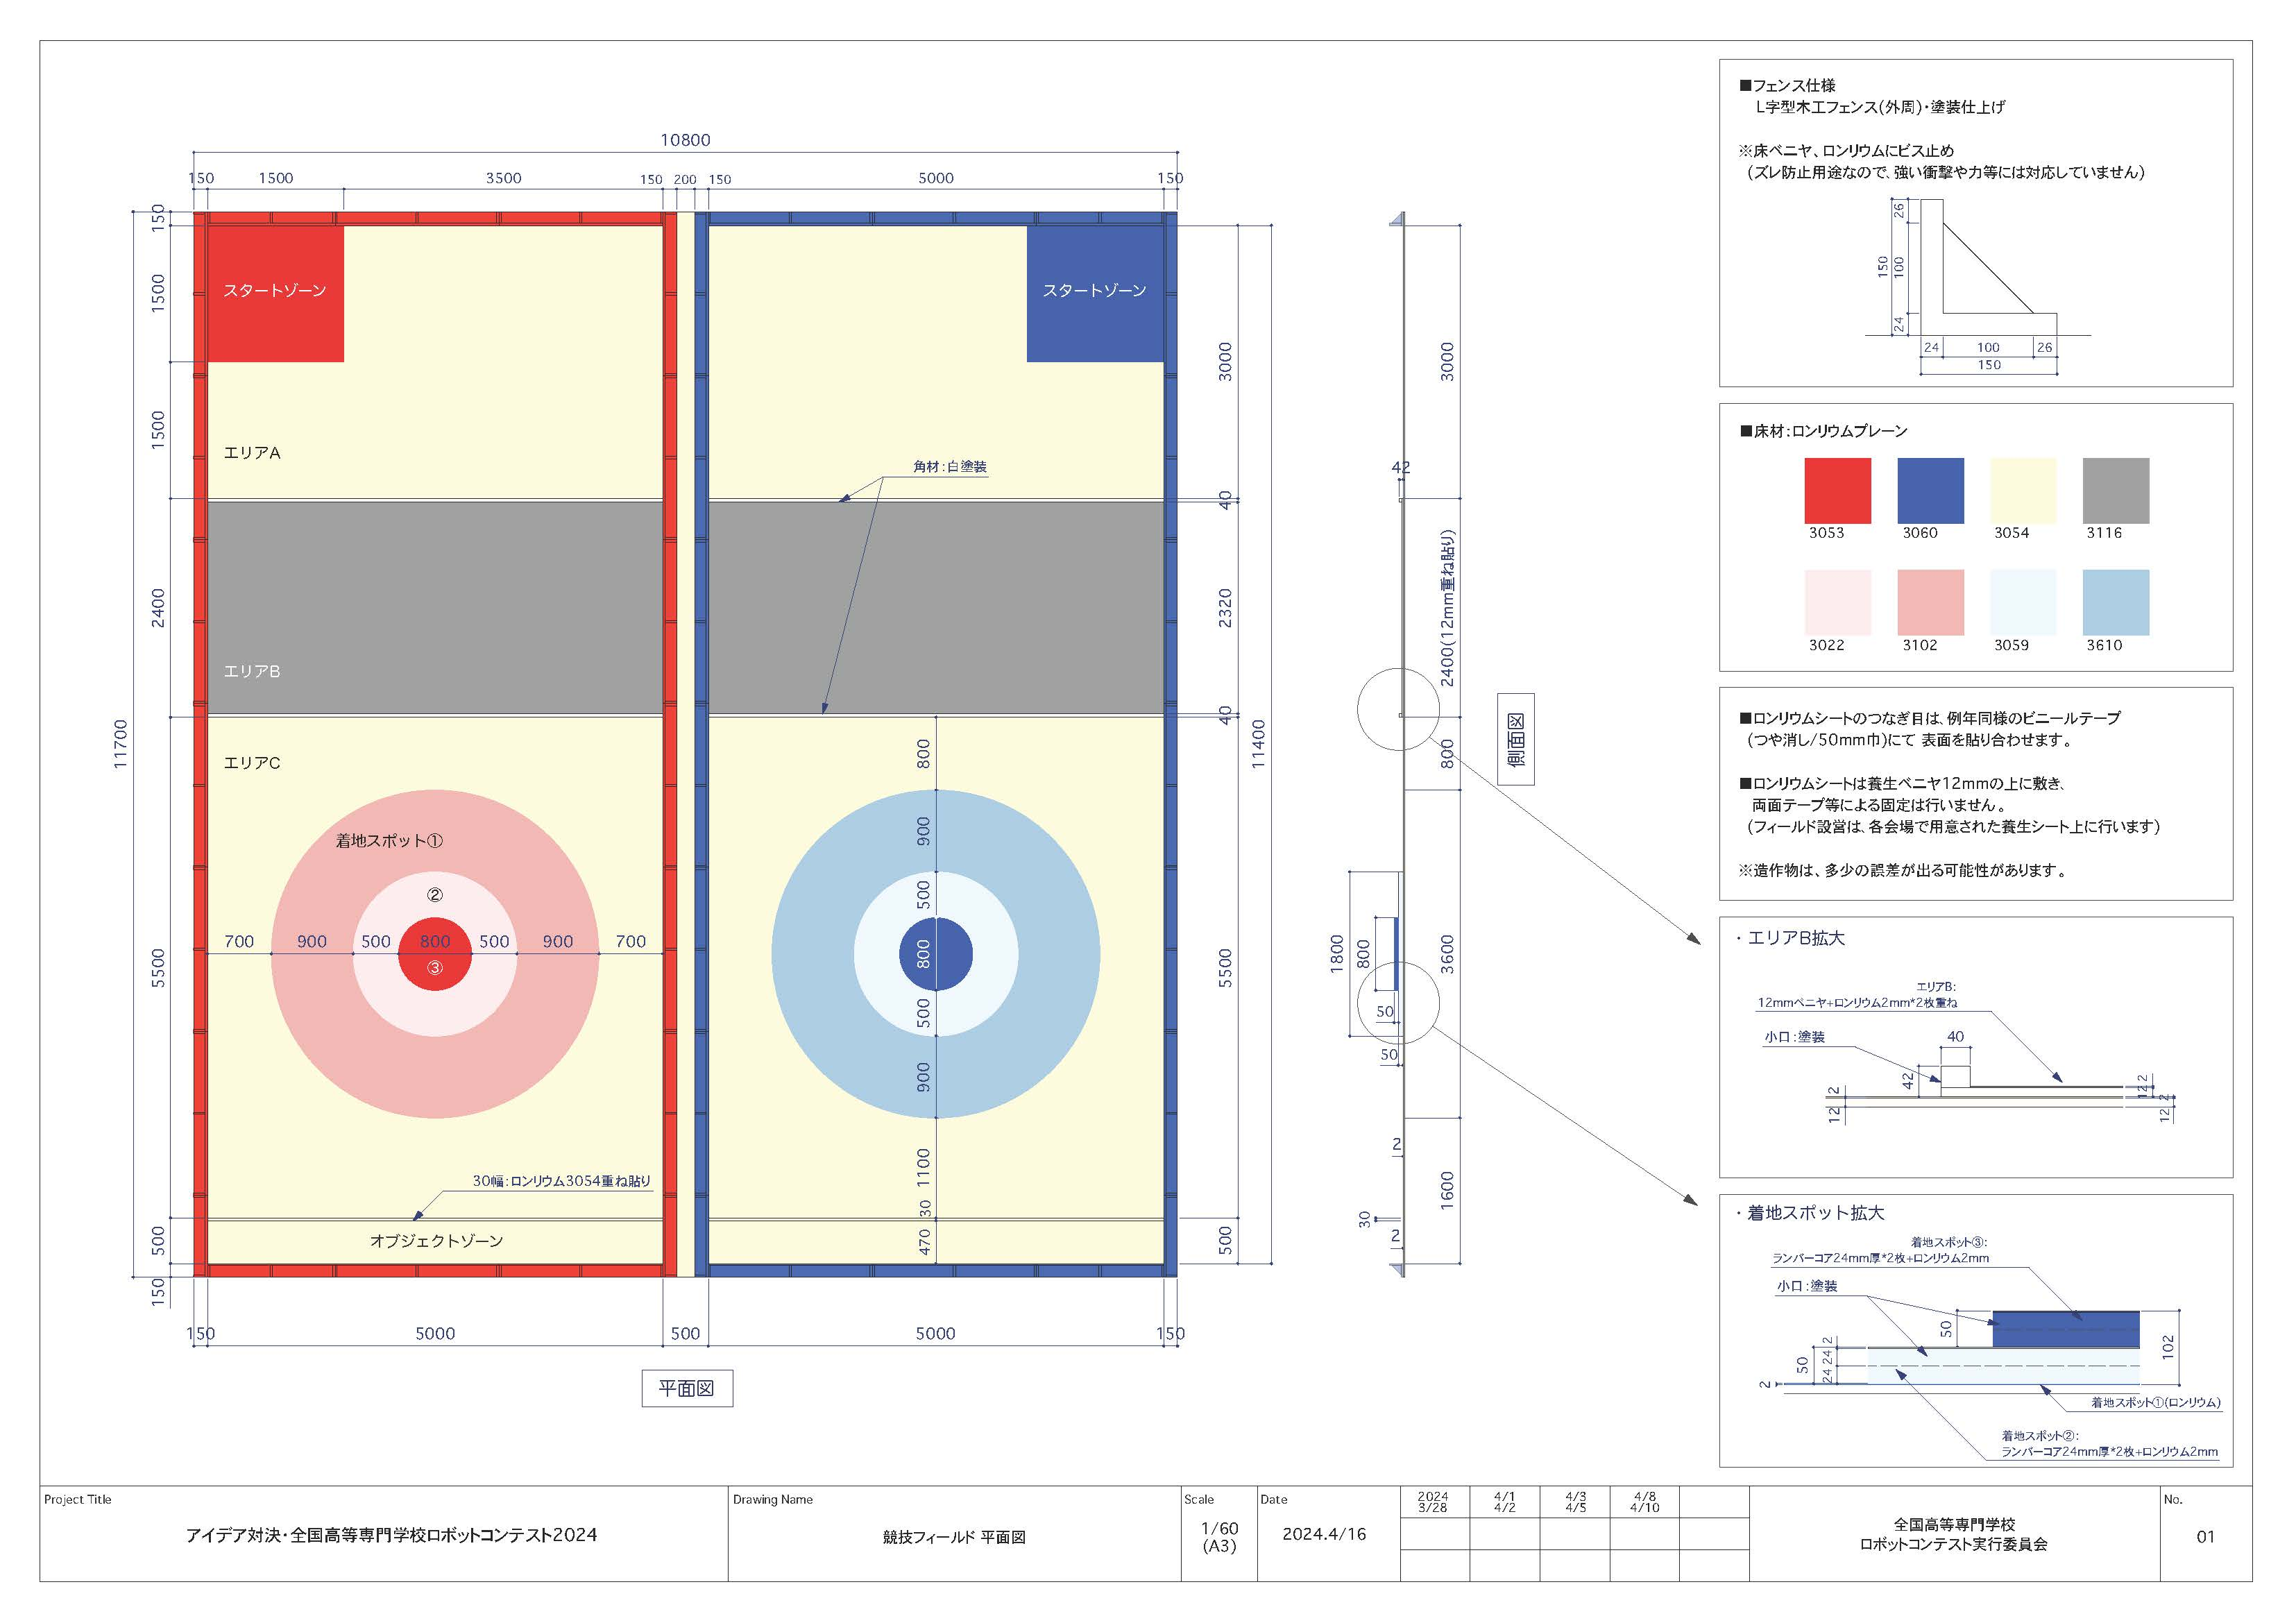 10800
150 1500 3500 150 200 150 5000 150
150
1500
1500
2400
5500
500
150
11700
スタートゾーン
スタートゾーン
エリアA
角材:白塗装
エリアB
エリアC
着地スポット①
②
③
700 900 500 800 500 900 700
30幅:ロンリウム3054重ね貼り
オブジェクトゾーン
800
900
500
800
500
900
1100
30
470
3000
40
2320
40
5500
500
11400
150 5000 500 5000 150
平面図
3000
42
2400(12mm重ね貼り)
800
3600
1600
1800
800
50
50
2
30
2
側面図
■フェンス仕様
L字型木工フェンス(外周)・塗装仕上げ
※床ベニヤ、ロンリウムにビス止め
(ズレ防止用途なので、強い衝撃や力等には対応していません)
26
100
24
150
24 100 26
150
■床材:ロンリウムプレーン
3053 3060 3054 3116
3022 3102 3059 3610
■ロンリウムシートのつなぎ目は、例年同様のビニールテープ
(つや消し/50mm巾)にて 表面を貼り合わせます。
■ロンリウムシートは養生ベニヤ12mmの上に敷き、
両面テープ等による固定は行いません。
(フィールド設営は、各会場で用意された養生シート上に行います)
※造作物は、多少の誤差が出る可能性があります。
・エリアB拡大
エリアB:
12mmベニヤ+ロンリウム2mm*2枚重ね
小口:塗装
40
42
2
12
12 2
12 2
・着地スポット拡大
着地スポット③:
ランバーコア24mm厚*2枚+ロンリウム2mm
小口:塗装
50
102
2
24
24
50
2
着地スポット①(ロンリウム)
着地スポット②:
ランバーコア24mm厚*2枚+ロンリウム2mm
Project Title
アイデア対決・全国高等専門学校ロボットコンテスト2024
Drawing Name
競技フィールド 平面図
Scale
1/60
(A3)
Date
2024.4/16
2024 4/1 4/3 4/8
3/28 4/2 4/5 4/10
全国高等専門学校
ロボットコンテスト実行委員会
No.
01